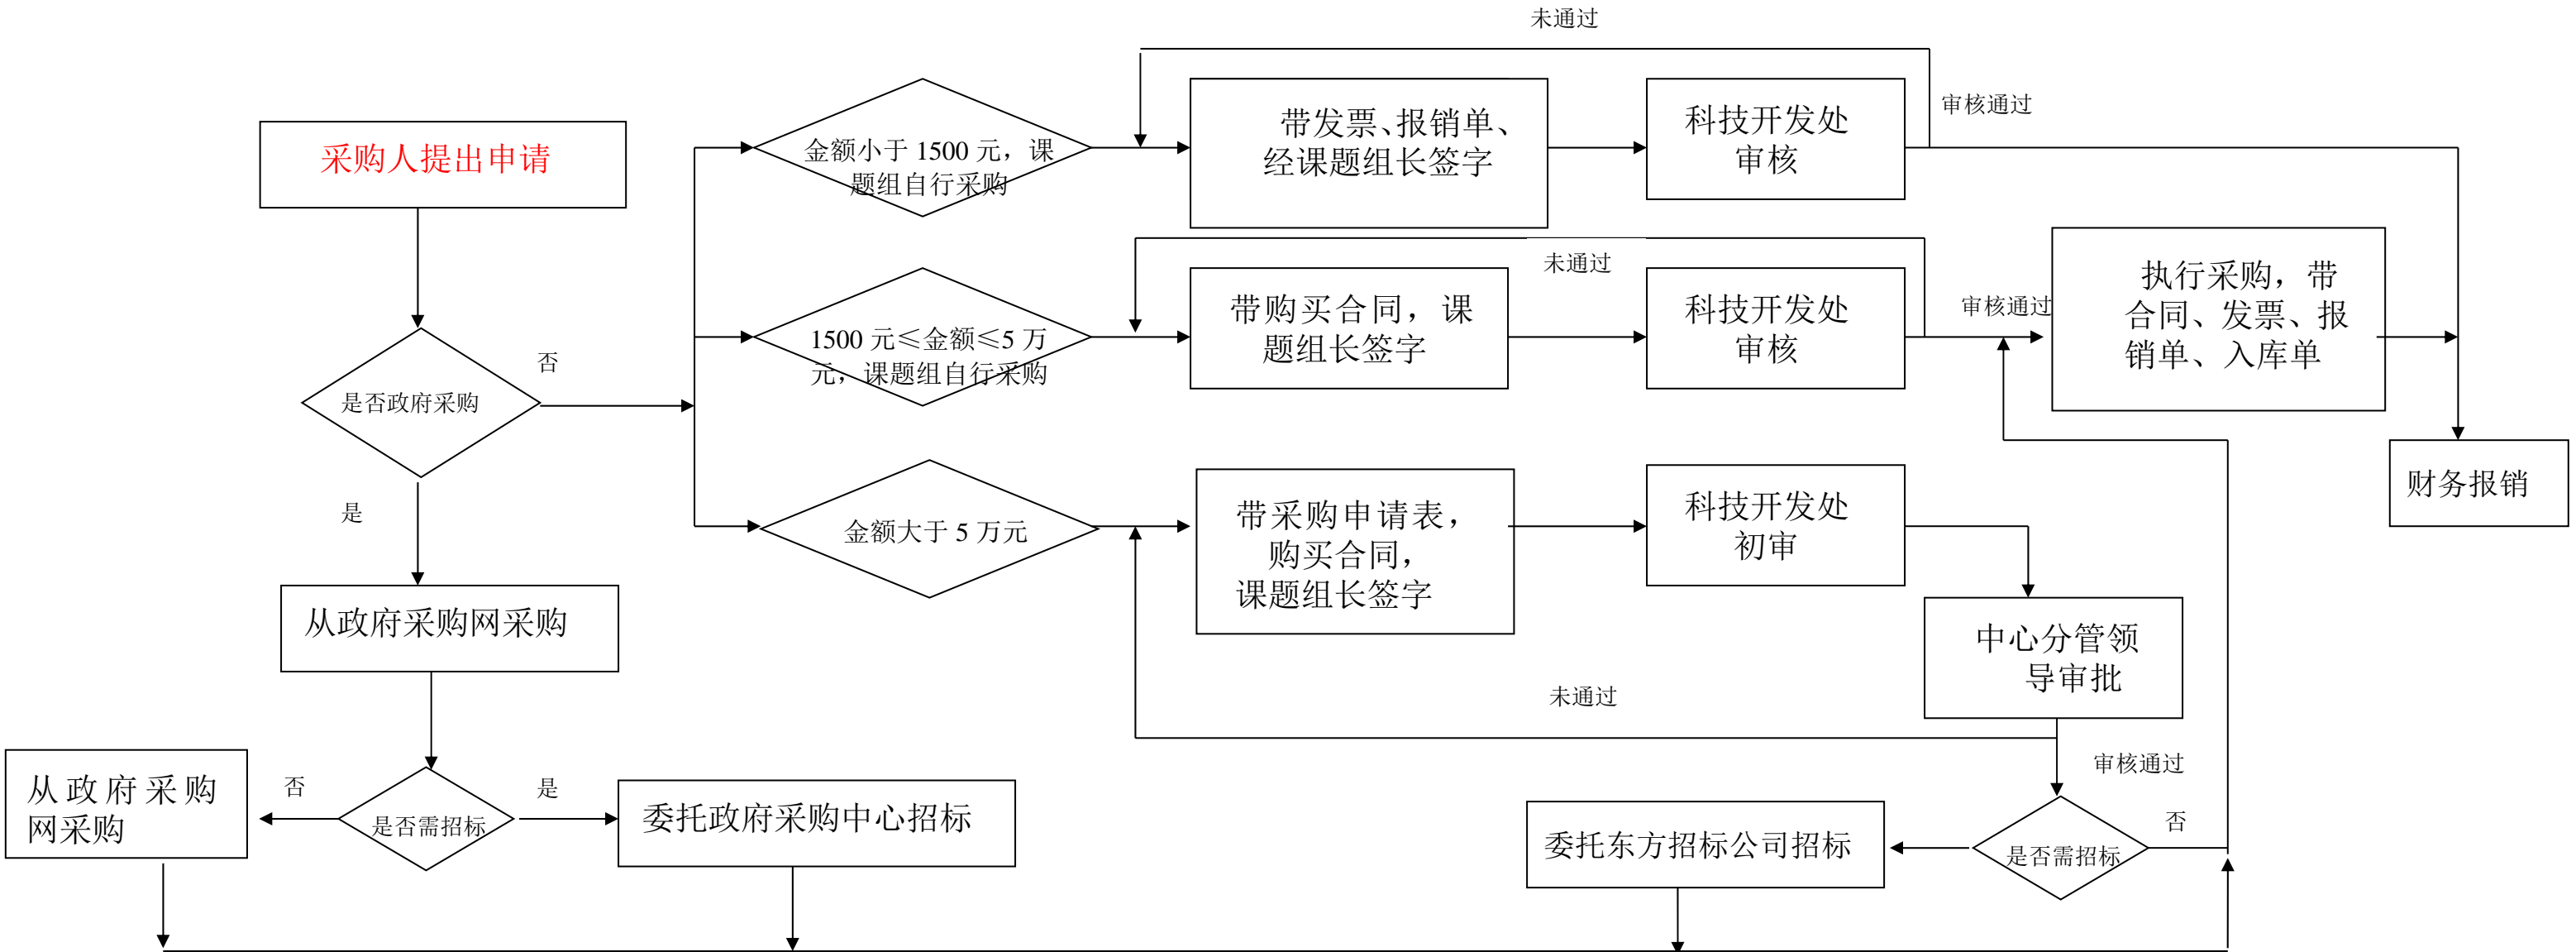 未通过
采购人提出申请
金额小于 1500 元，课
题组自行采购
带发票、报销单、
经课题组长签字
科技开发处
审核
审核通过
是否政府采购
否
是
1500 元≤金额≤5 万
元，课题组自行采购
带购买合同，课
题组长签字
未通过
科技开发处
审核
审核通过
执行采购，带
合同、发票、报
销单、入库单
财务报销
金额大于 5 万元
带采购申请表，
购买合同，
课题组长签字
科技开发处
初审
中心分管领
导审批
未通过
审核通过
从政府采购网采购
从政府采购
网采购
否
是否需招标
是
委托政府采购中心招标
委托东方招标公司招标
是否需招标
否